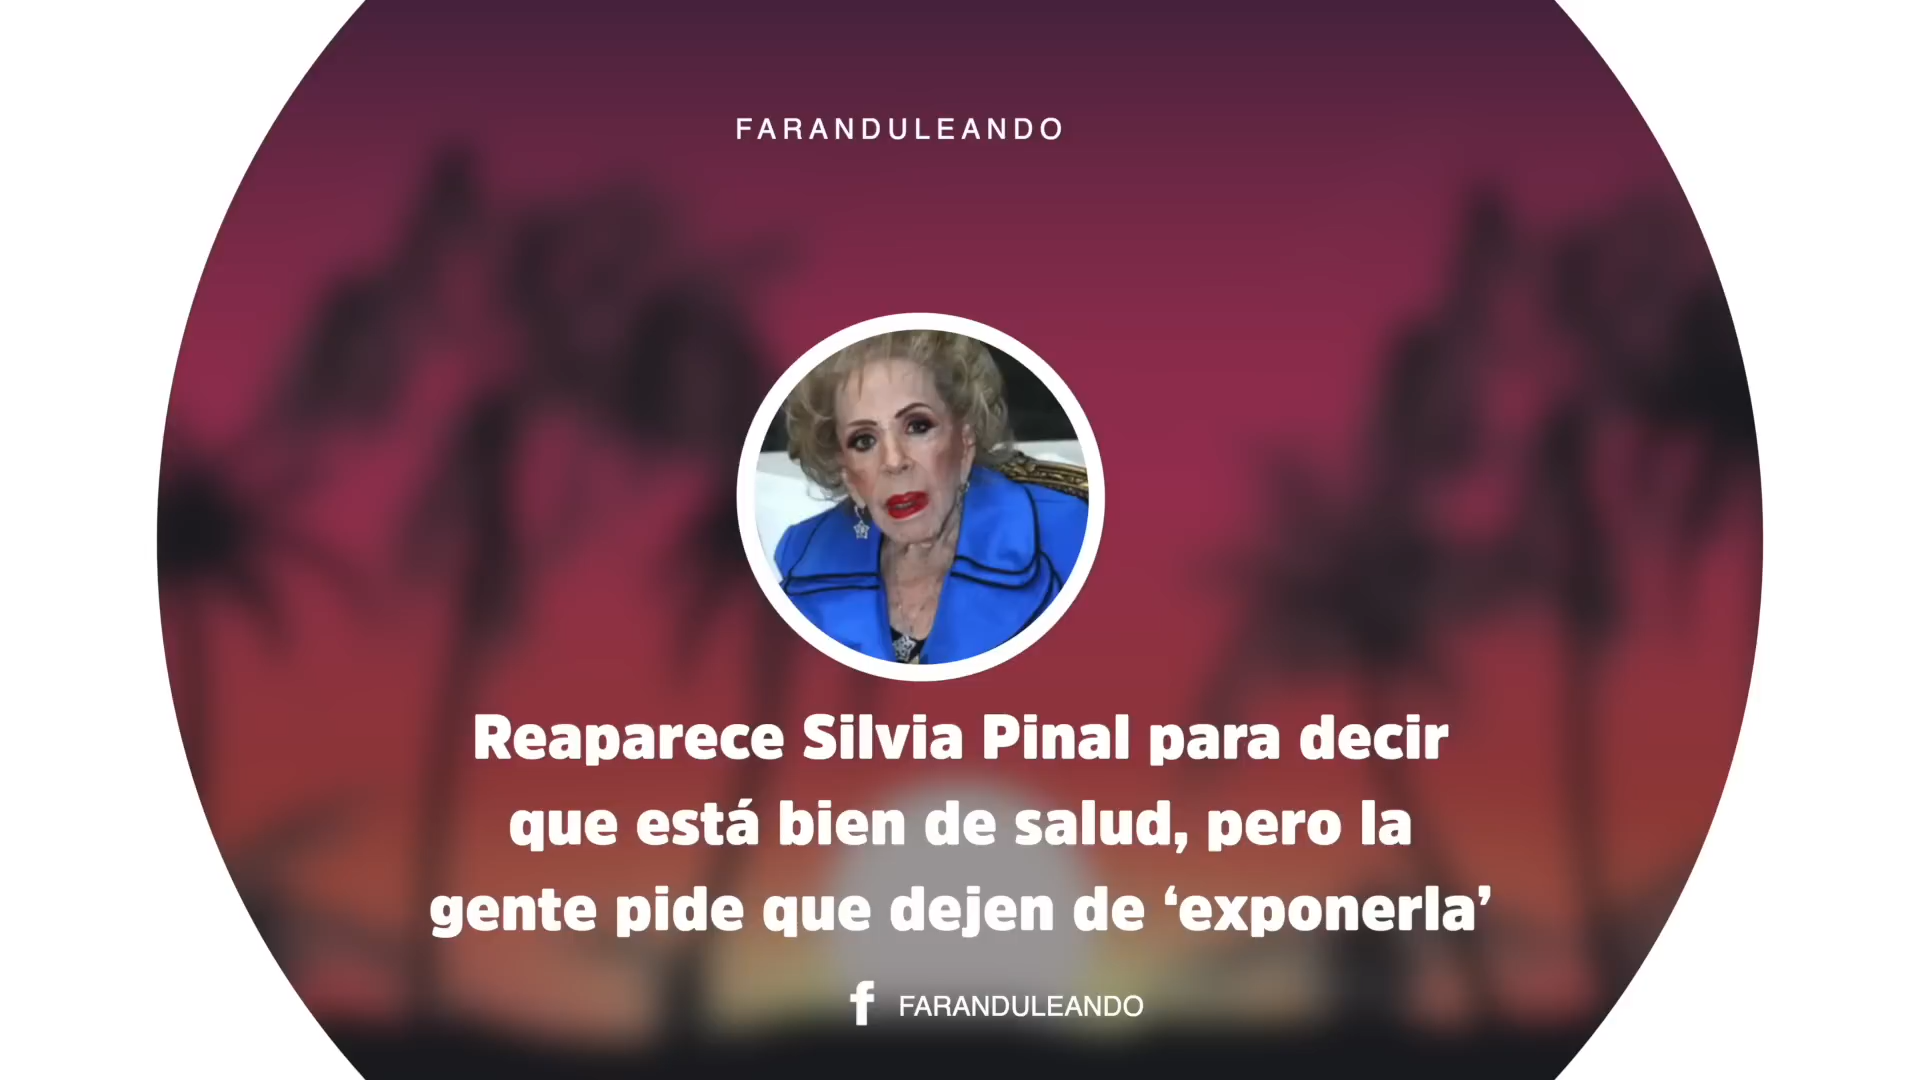 FARANDULEANDO
Reaparece Silvia Pinal para decir
que está bien de salud, pero la
gente pide que dejen de ‘exponerla’
f FARANDULEANDO